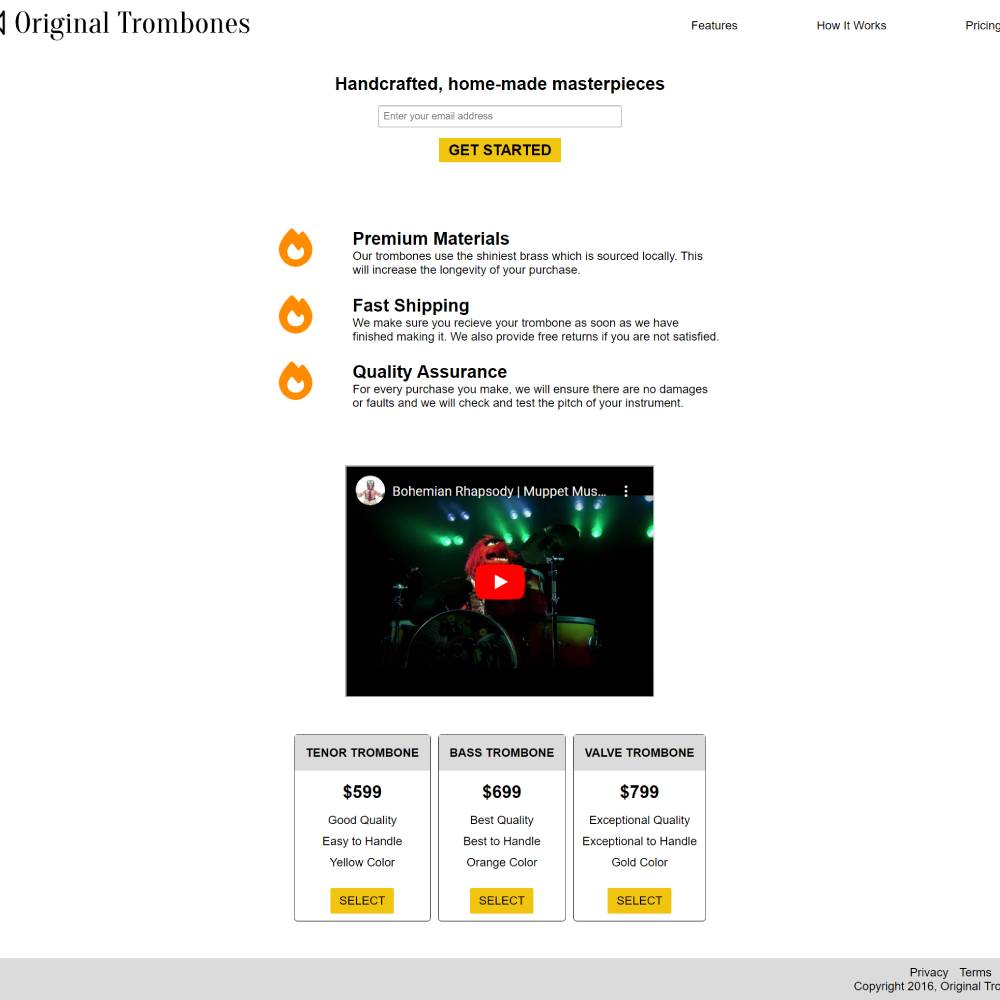 Original Trombones
Features
How It Works
Pricing
Handcrafted, home-made masterpieces
Enter your email address
GET STARTED
Premium Materials
Our trombones use the shiniest brass which is sourced locally. This
will increase the longevity of your purchase.
Fast Shipping
We make sure you recieve your trombone as soon as we have
finished making it. We also provide free returns if you are not satisfied.
Quality Assurance
For every purchase you make, we will ensure there are no damages
or faults and we will check and test the pitch of your instrument.
Bohemian Rhapsody | Muppet Mus...
TENOR TROMBONE
$599
Good Quality
Easy to Handle
Yellow Color
SELECT
BASS TROMBONE
$699
Best Quality
Best to Handle
Orange Color
SELECT
VALVE TROMBONE
$799
Exceptional Quality
Exceptional to Handle
Gold Color
SELECT
Privacy Terms
Copyright 2016, Original Tro